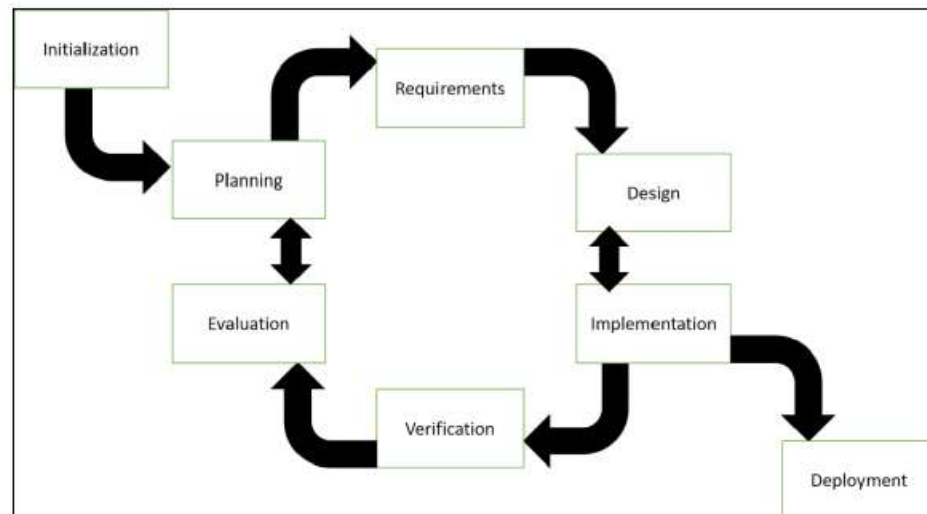 Initialization
Requirements
Planning
Design
Evaluation
Implementation
Verification
Deployment